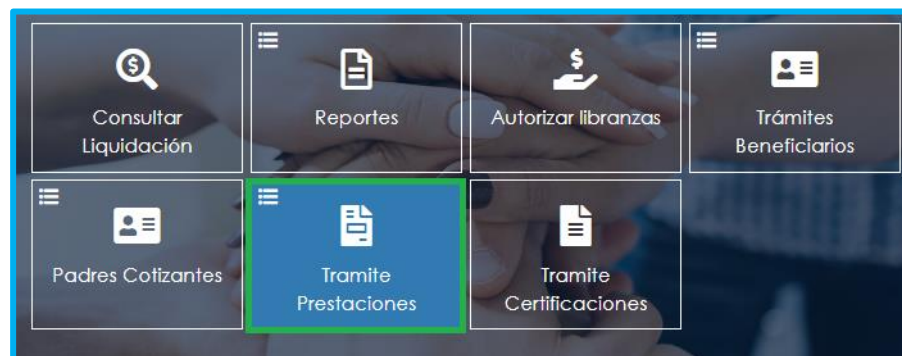 Consultar
Liquidación
Reportes
Autorizar libranzas
Trámites
Beneficiarios
Padres Cotizantes
Tramite
Prestaciones
Tramite
Certificaciones